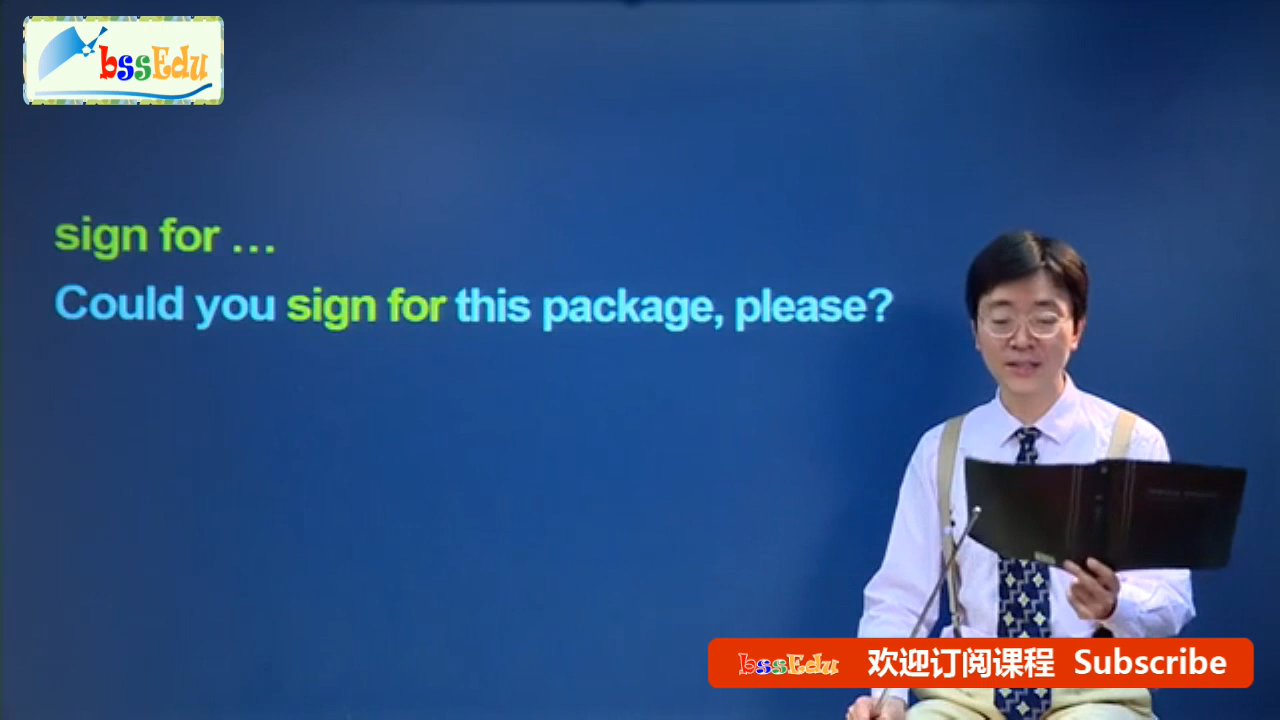 bssEdu
sign for …
Could you sign for this package, please?
bssEdu 欢迎订阅课程 Subscribe